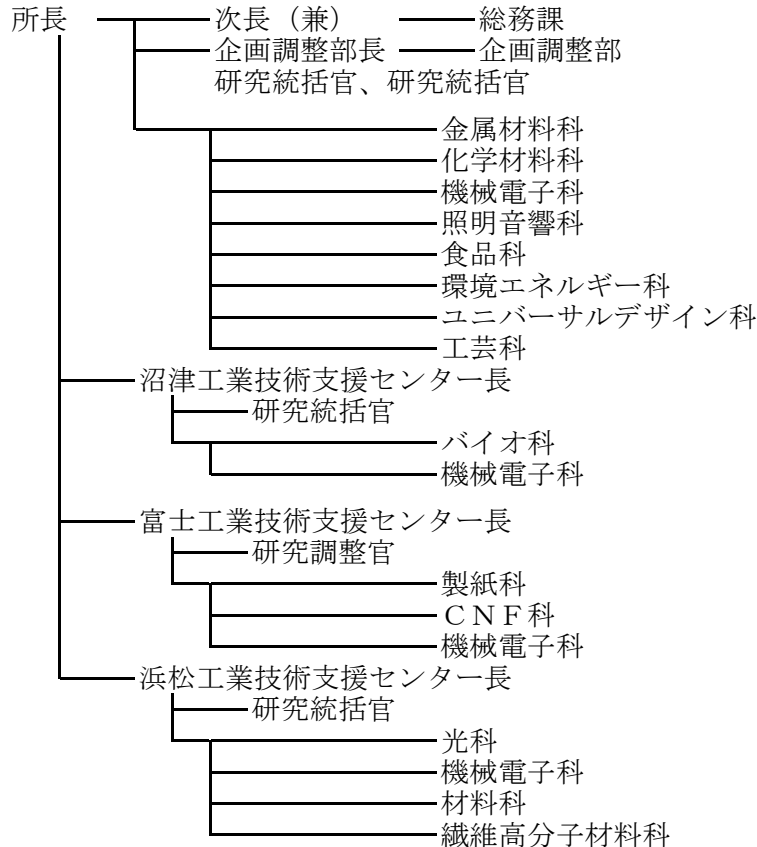 所長 次長（兼） 総務課
企画調整部長 企画調整部
研究統括官、研究統括官
金属材料科
化学材料科
機械電子科
照明音響科
食品科
環境エネルギー科
ユニバーサルデザイン科
工芸科
沼津工業技術支援センター長
研究統括官
バイオ科
機械電子科
富士工業技術支援センター長
研究調整官
製紙科
ＣＮＦ科
機械電子科
浜松工業技術支援センター長
研究統括官
光科
機械電子科
材料科
繊維高分子材料科